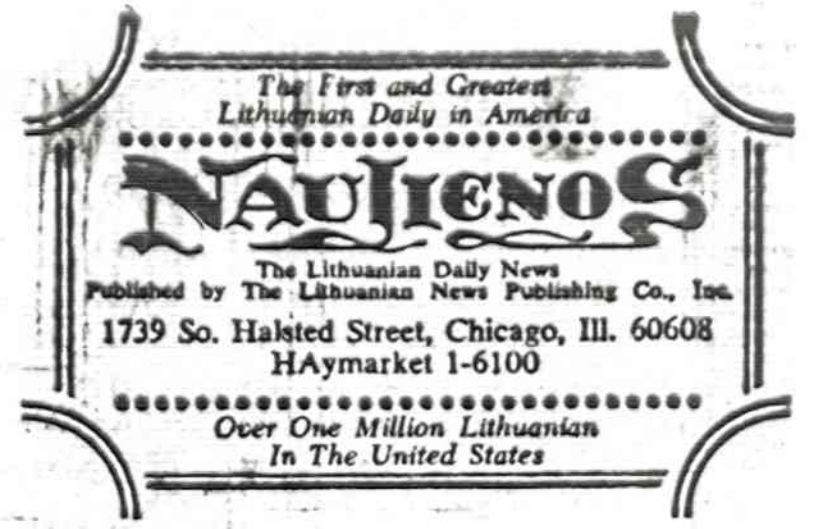 The First and Greatest
Lithuanian Daily in America
NAUJIENOS
The Lithuanian Daily News
Published by The Lithuanian News Publishing Co., Inc.
1739 So. Halsted Street, Chicago, Ill. 60608
HAymarket 1-6100
Over One Million Lithuanian
In The United States